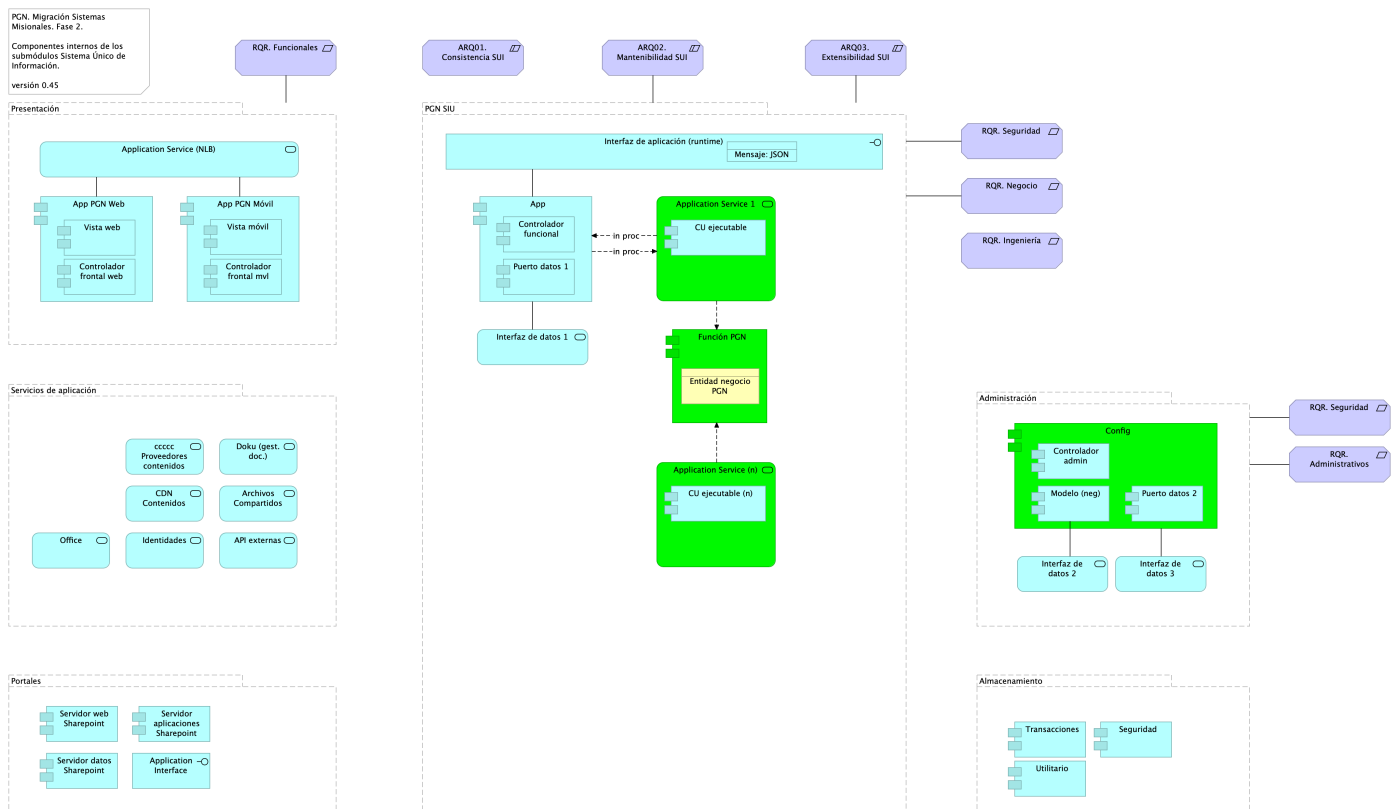 PGN. Migración Sistemas
Misionales. Fase 2.
Componentes internos de los
submódulos Sistema Único de
Información.
versión 0.45
RQR. Funcionales
ARQ01.
Consistencia SUI
ARQ02.
Mantenibilidad SUI
ARQ03.
Extensibilidad SUI
Presentación
Application Service (NLB)
App PGN Web
Vista web
Controlador
frontal web
App PGN Móvil
Vista móvil
Controlador
frontal mvl
PGN SIU
Interfaz de aplicación (runtime)
Mensaje: JSON
App
Controlador
funcional
Puerto datos 1
in proc
in proc
Application Service 1
CU ejecutable
Interfaz de datos 1
Función PGN
Entidad negocio
PGN
Application Service (n)
CU ejecutable (n)
RQR. Seguridad
RQR. Negocio
RQR. Ingeniería
Servicios de aplicación
ccccc
Proveedores
contenidos
Doku (gest.
doc.)
CDN
Contenidos
Archivos
Compartidos
Office
Identidades
API externas
Administración
Config
Controlador
admin
Modelo (neg)
Puerto datos 2
Interfaz de
datos 2
Interfaz de
datos 3
RQR. Seguridad
RQR.
Administrativos
Portales
Servidor web
Sharepoint
Servidor
aplicaciones
Sharepoint
Servidor datos
Sharepoint
Application
Interface
Almacenamiento
Transacciones
Seguridad
Utilitario